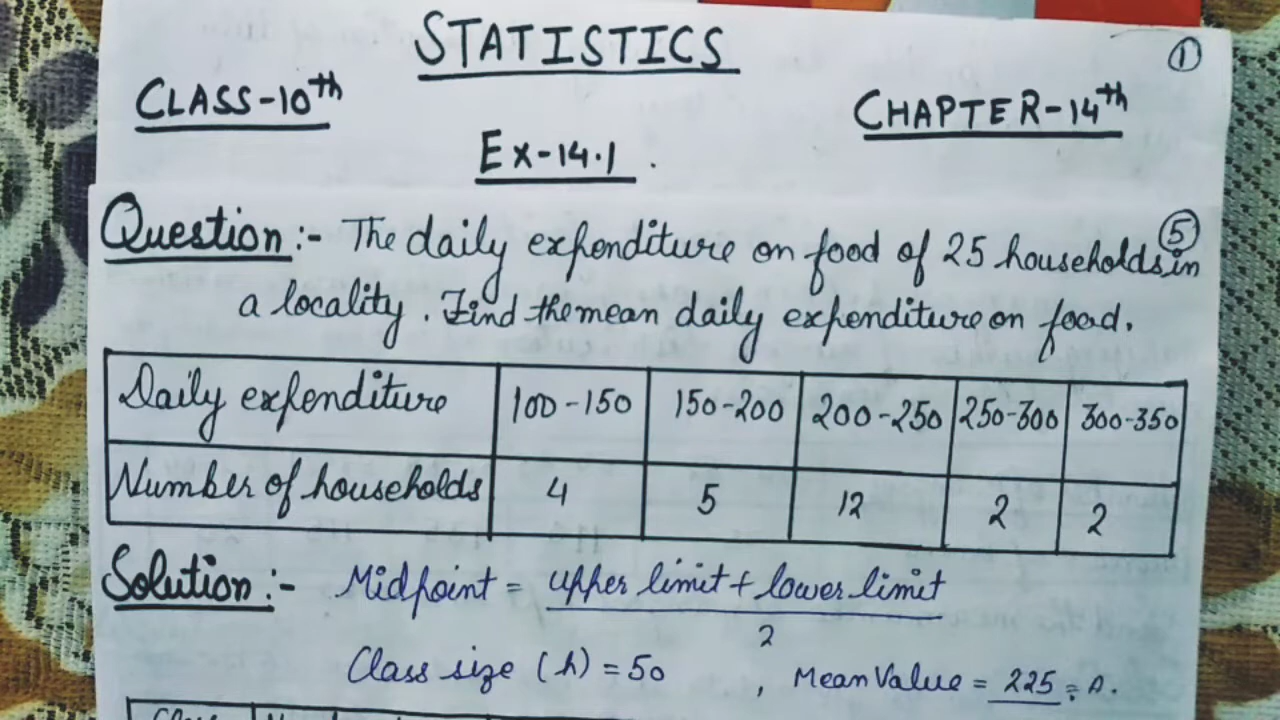 STATISTICS
1
CLASS-10th
CHAPTER-14th
Ex-14.1.
Question:- The daily expenditure on food of 25 households in
5
a locality. Find the mean daily expenditure on food.
Daily expenditure 100-150 150-200 200-250 250-300 300-350
Number of households 4 5 12 2 2
Solution:- Midpoint = upper limit + lower limit
2
Class size (h) = 50, Mean Value = 225 = A.